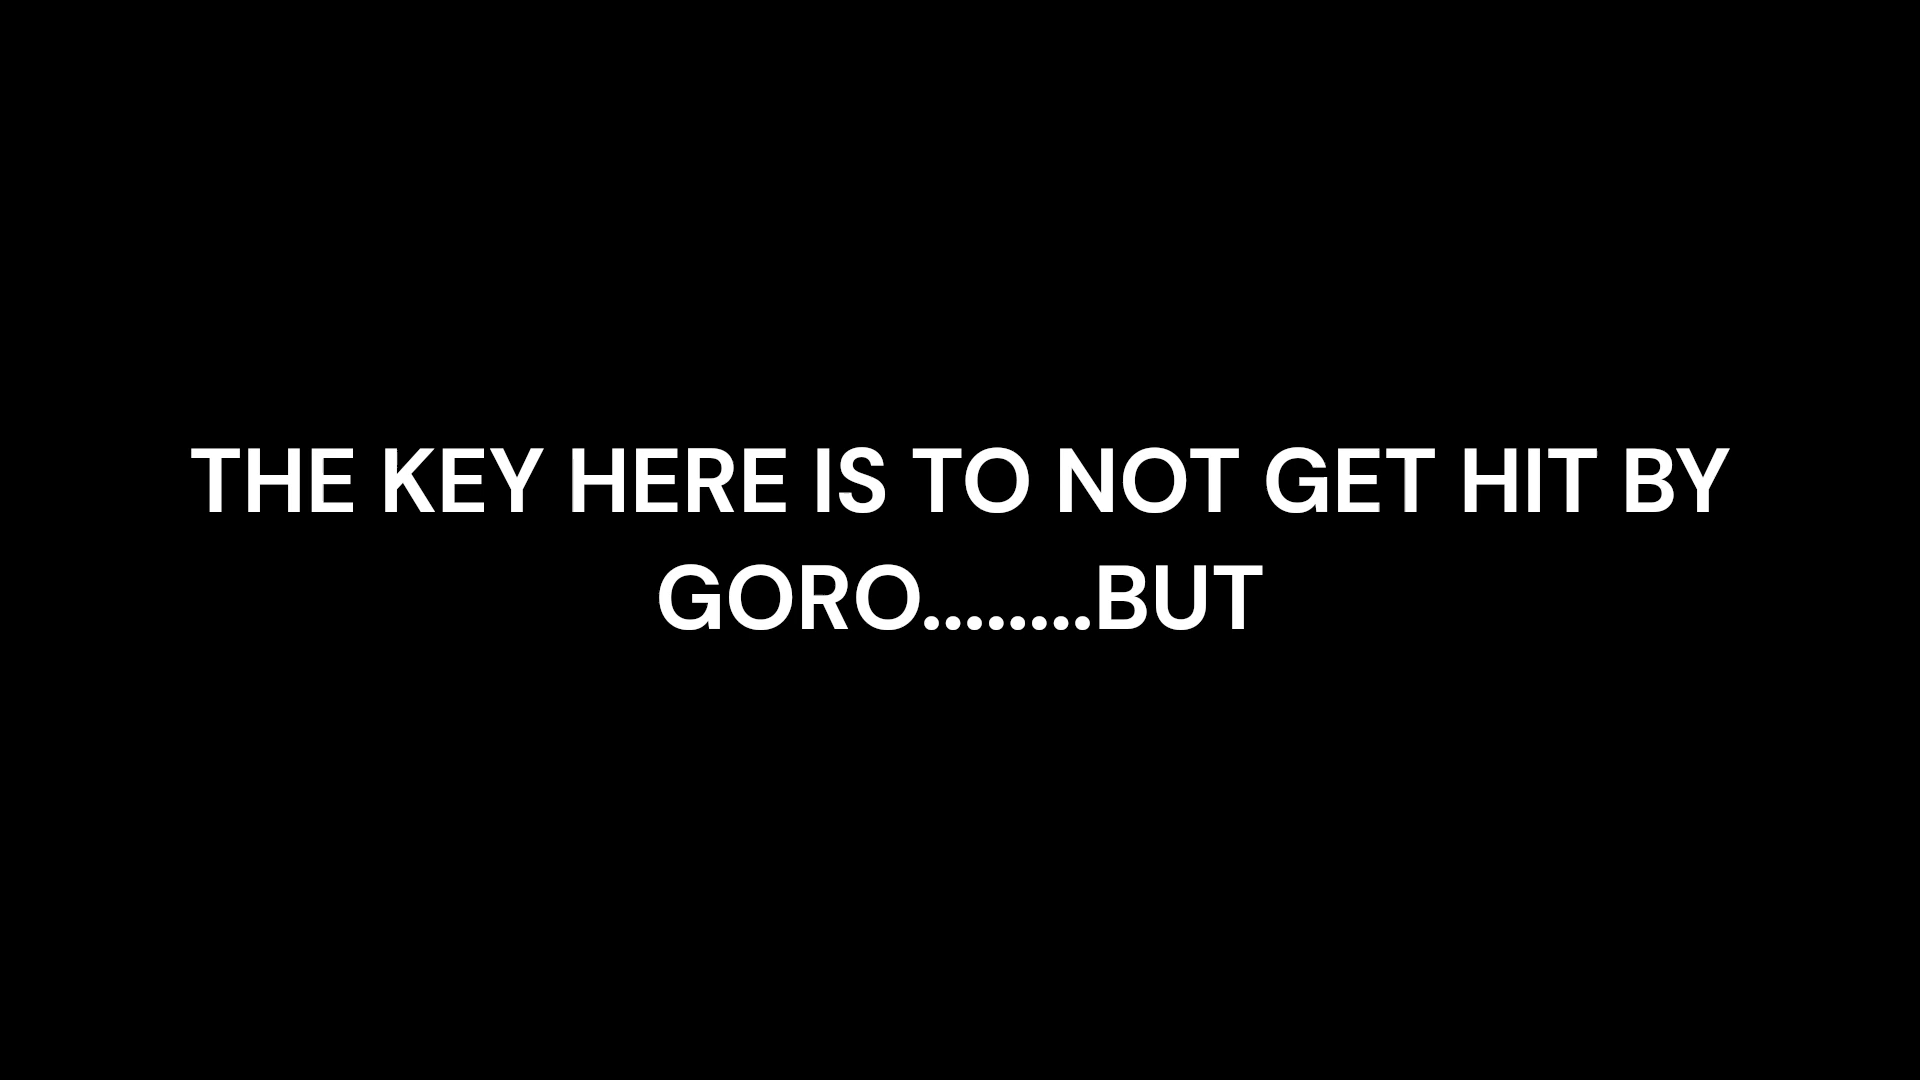 THE KEY HERE IS TO NOT GET HIT BY
GORO........BUT